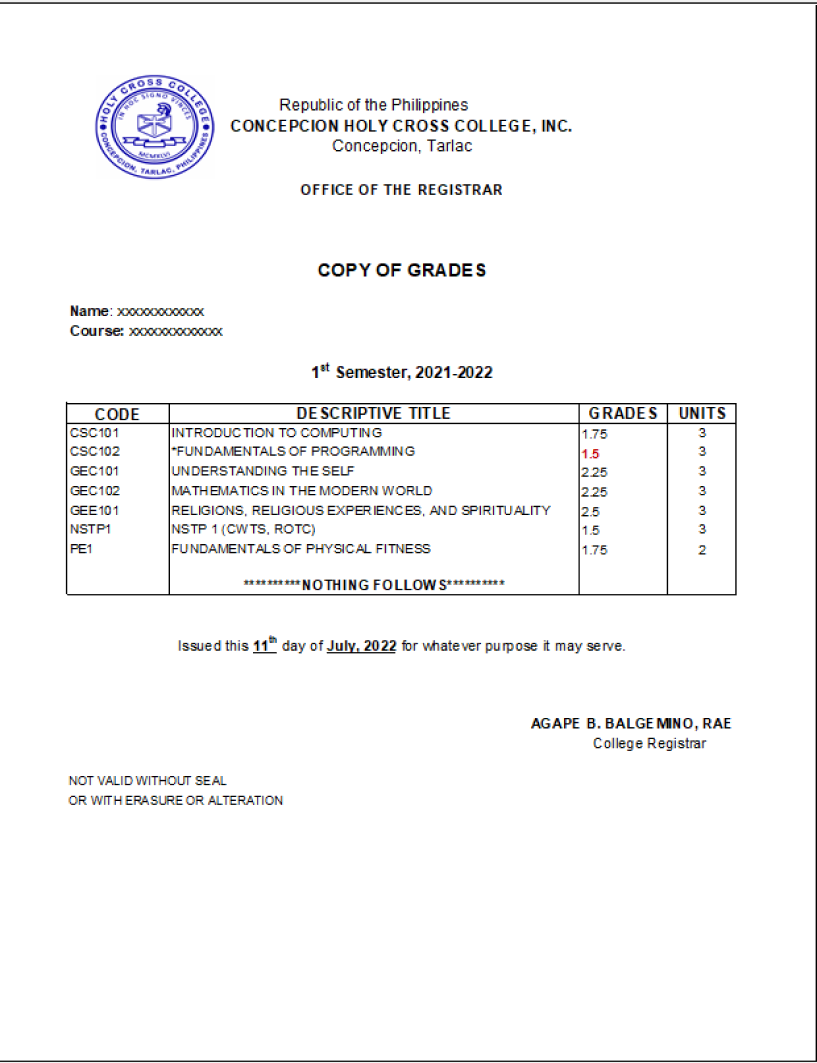 HOLY CROSS COLLEGE
IN HOC SIGNO VINCES
MCMXLVI
CONCEPCION, TARLAC, PHILIPPINES
Republic of the Philippines
CONCEPCION HOLY CROSS COLLEGE, INC.
Concepcion, Tarlac
OFFICE OF THE REGISTRAR
COPY OF GRADES
Name: xxxxxxxxxxxx
Course: xxxxxxxxxxxxx
1st Semester, 2021-2022
CODE DESCRIPTIVE TITLE GRADES UNITS
CSC101 INTRODUCTION TO COMPUTING 1.75 3
CSC102 *FUNDAMENTALS OF PROGRAMMING 1.5 3
GEC101 UNDERSTANDING THE SELF 2.25 3
GEC102 MATHEMATICS IN THE MODERN WORLD 2.25 3
GEE101 RELIGIONS, RELIGIOUS EXPERIENCES, AND SPIRITUALITY 2.5 3
NSTP1 NSTP 1 (CWTS, ROTC) 1.5 3
PE1 FUNDAMENTALS OF PHYSICAL FITNESS 1.75 2
**********NOTHING FOLLOWS**********
Issued this 11th day of July, 2022 for whatever purpose it may serve.
AGAPE B. BALGEMINO, RAE
College Registrar
NOT VALID WITHOUT SEAL
OR WITH ERASURE OR ALTERATION